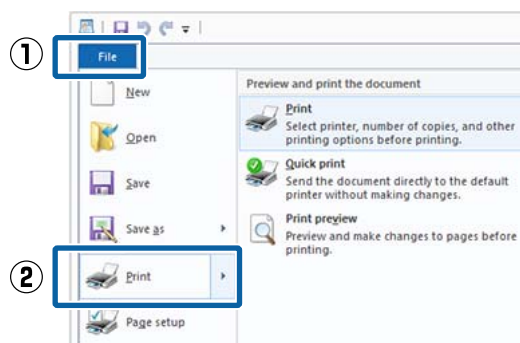 ①
File
New
Open
Save
Save as
②
Print
Page setup
Preview and print the document
Print
Select printer, number of copies, and other
printing options before printing.
Quick print
Send the document directly to the default
printer without making changes.
Print preview
Preview and make changes to pages before
printing.